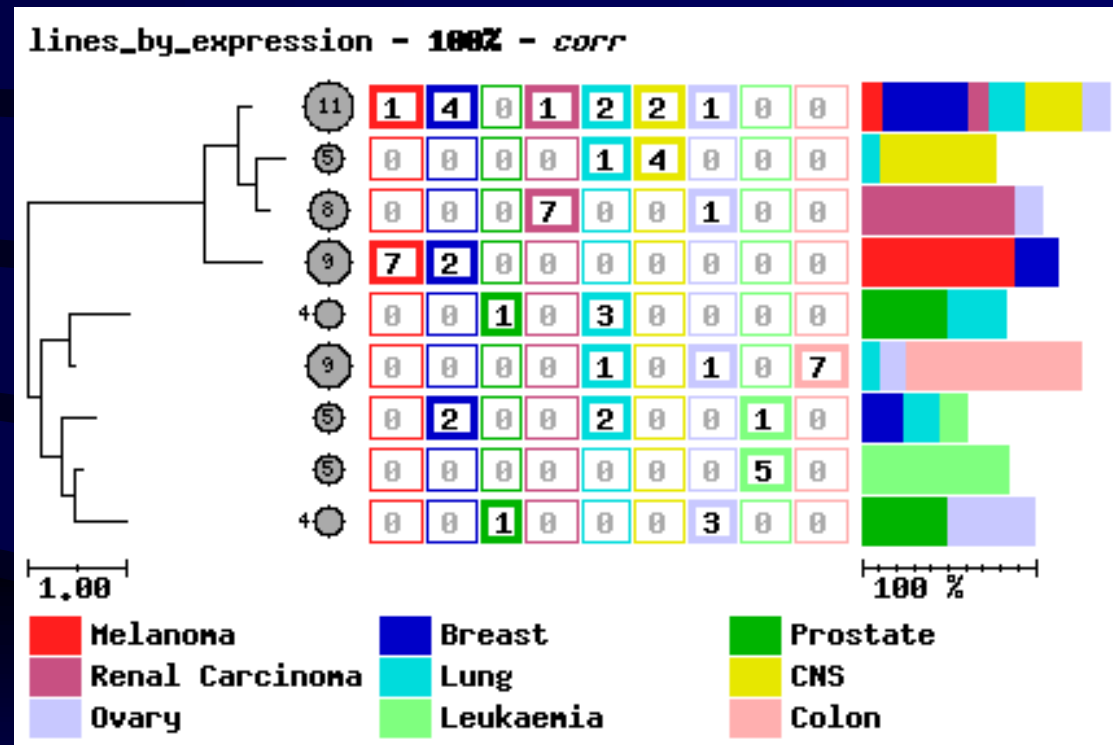 lines_by_expression - 100% - corr
11 1 4 0 1 2 2 1 0 0
5 0 0 0 0 1 4 0 0 0
8 0 0 0 7 0 0 1 0 0
9 7 2 0 0 0 0 0 0 0
4 0 0 1 0 3 0 0 0 0
9 0 0 0 0 1 0 1 0 7
5 0 2 0 0 2 0 0 1 0
5 0 0 0 0 0 0 0 5 0
4 0 0 1 0 0 0 3 0 0
1.00 100 %
Melanoma Breast Prostate
Renal Carcinoma Lung CNS
Ovary Leukaemia Colon